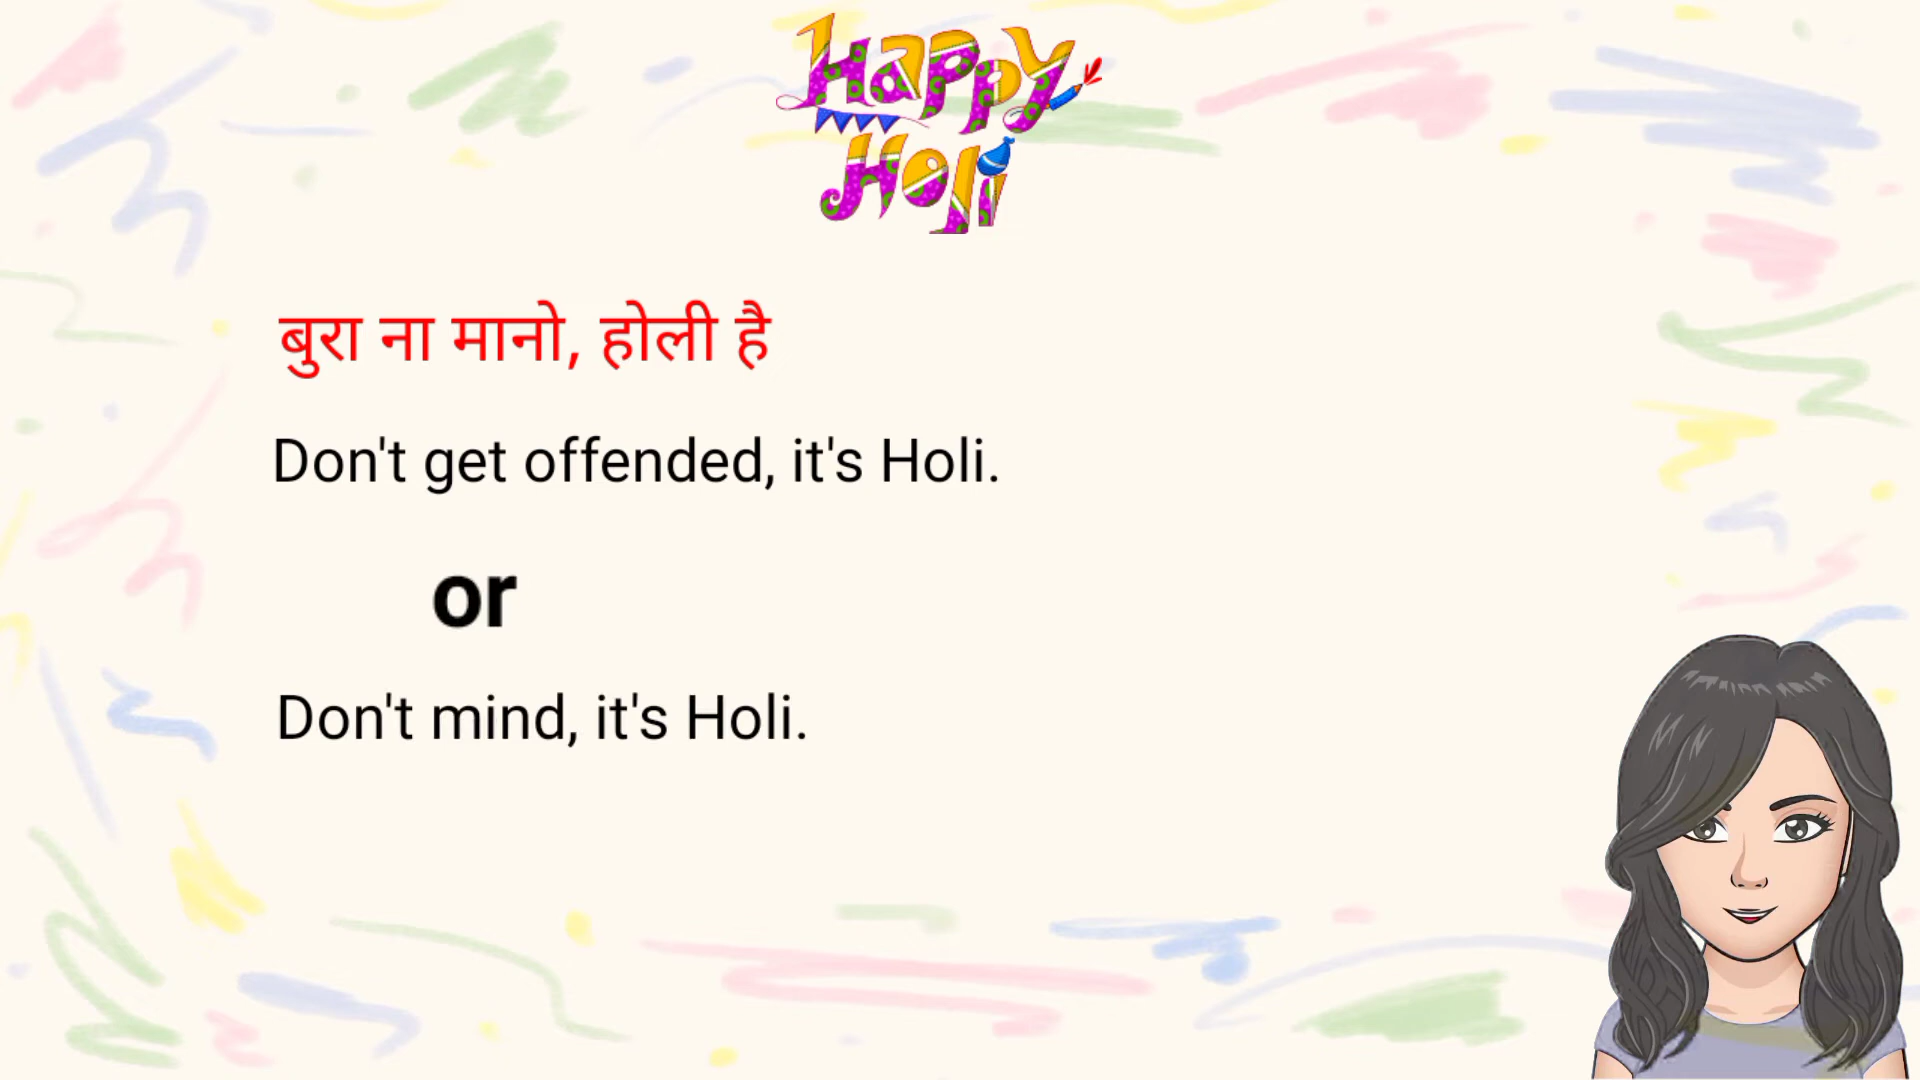 Happy
Holi
बुरा ना मानो, होली है
Don't get offended, it's Holi.
or
Don't mind, it's Holi.